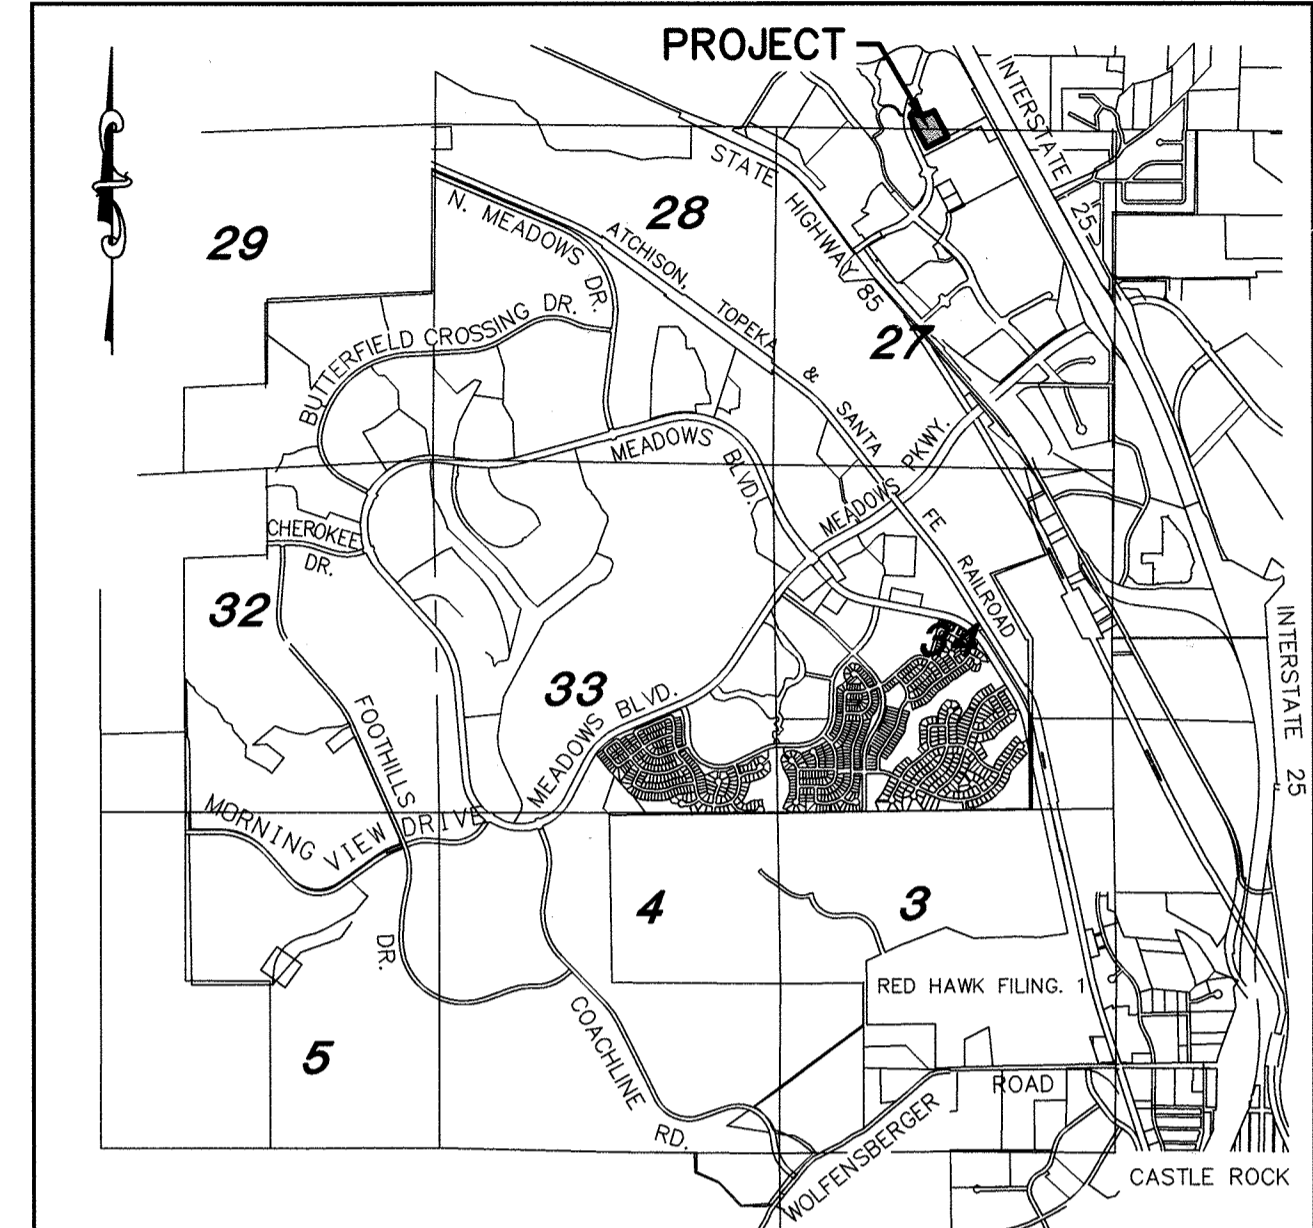 PROJECT
INTERSTATE 25
STATE HIGHWAY 85
N. MEADOWS DR.
28
29
ATCHISON, TOPEKA & SANTA FE RAILROAD
27
BUTTERFIELD CROSSING DR.
MEADOWS BLVD.
MEADOWS PKWY.
CHEROKEE
DR.
32
34
33
MEADOWS BLVD.
INTERSTATE 25
FOOTHILLS DR.
MORNING VIEW DRIVE
4
3
RED HAWK FILING. 1
5
COACHLINE RD.
WOLFENSBERGER ROAD
CASTLE ROCK